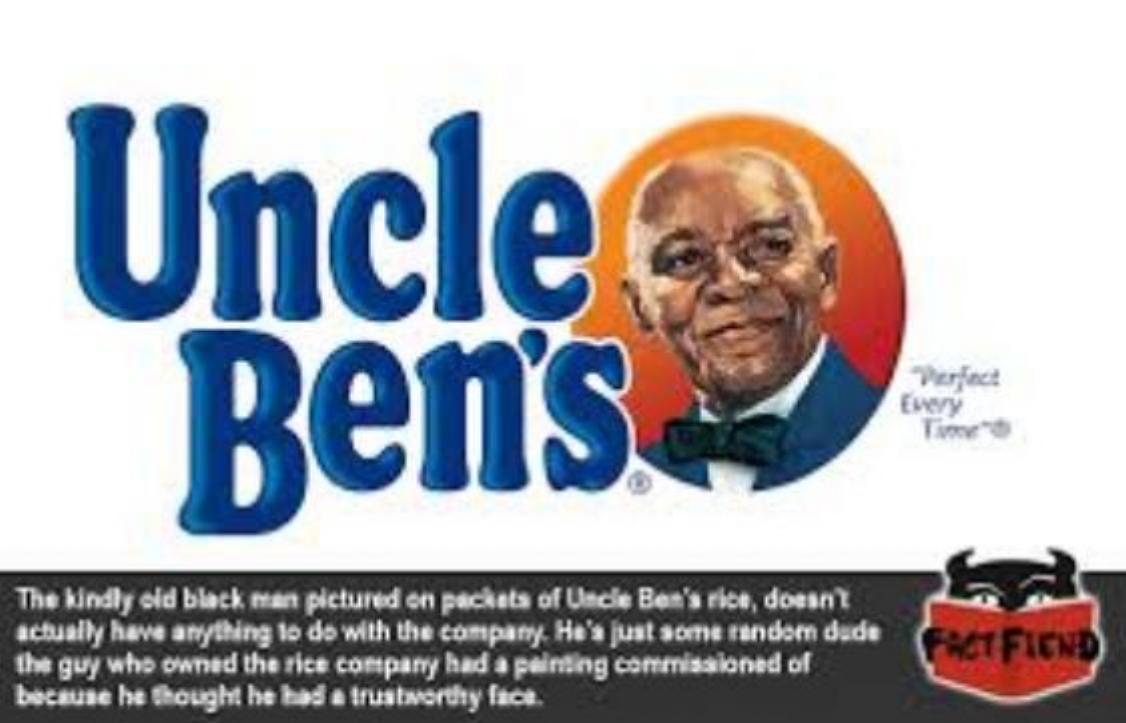 Uncle
Ben's®
"Perfect
Every
Time"®
The kindly old black man pictured on packets of Uncle Ben's rice, doesn't
actually have anything to do with the company. He's just some random dude
the guy who owned the rice company had a painting commissioned of
because he thought he had a trustworthy face.
FACT FIEND